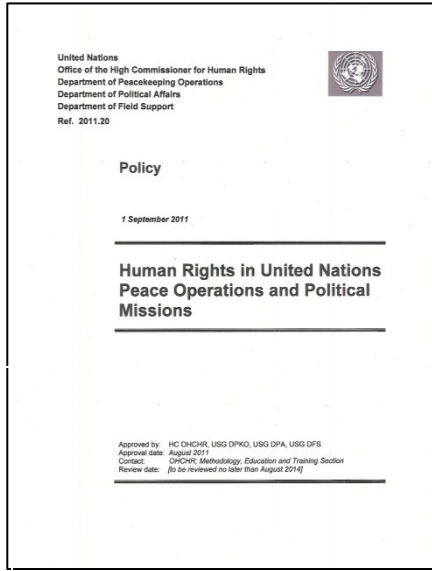 United Nations
Office of the High Commissioner for Human Rights
Department of Peacekeeping Operations
Department of Political Affairs
Department of Field Support
Ref. 2011.20
Policy
1 September 2011
Human Rights in United Nations
Peace Operations and Political
Missions
Approved by: HC OHCHR, USG DPKO, USG DPA, USG DFS
Approval date: August 2011
Contact: OHCHR; Methodology, Education and Training Section
Review date: [to be reviewed no later than August 2014]